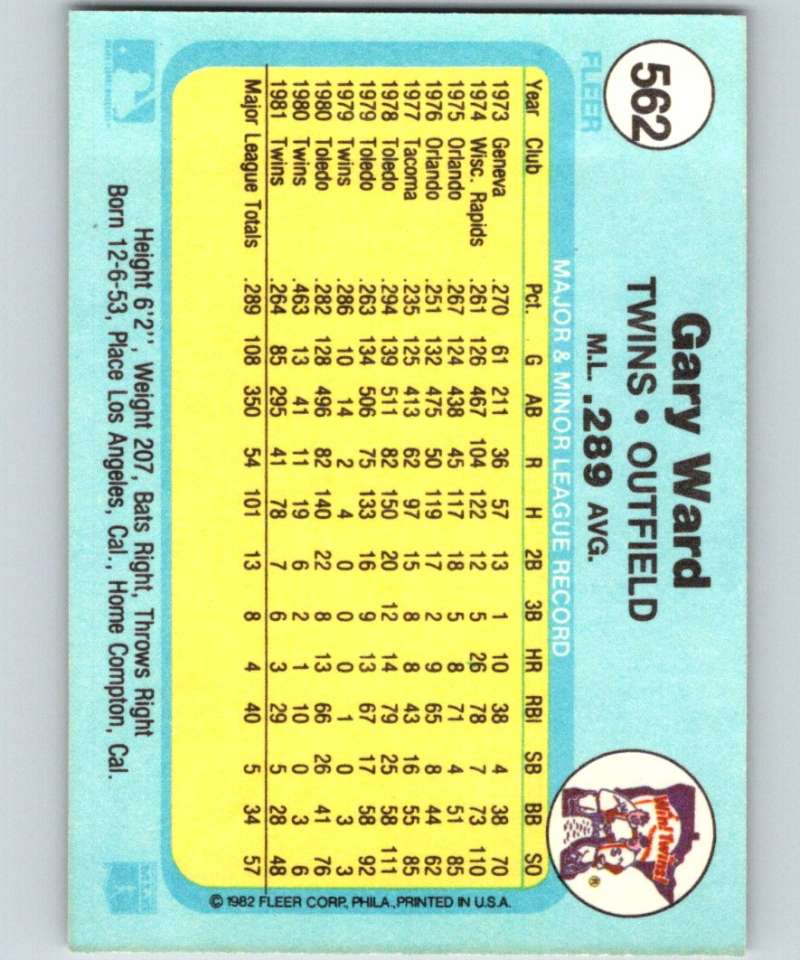 562
FLEER
Gary Ward
TWINS • OUTFIELD
M.L. .289 AVG.
Win! Twins!
®
MAJOR & MINOR LEAGUE RECORD
Year Club Pct. G AB R H 2B 3B HR RBI SB BB SO
1973 Geneva .270 61 211 36 57 13 1 10 38 4 38 70
1974 Wisc. Rapids .261 126 467 104 122 12 5 26 78 7 73 110
1975 Orlando .267 124 438 45 117 18 5 8 71 4 51 85
1976 Orlando .251 132 475 50 119 17 2 9 65 8 44 62
1977 Tacoma .235 125 413 62 97 15 8 8 43 16 55 85
1978 Toledo .294 139 511 82 150 20 12 14 79 25 58 111
1979 Toledo .263 134 506 75 133 16 9 13 67 17 58 92
1979 Twins .286 10 14 2 4 0 0 0 1 0 3 3
1980 Toledo .282 128 496 82 140 22 8 13 66 26 41 76
1980 Twins .463 13 41 11 19 6 2 1 10 0 3 6
1981 Twins .264 85 295 41 78 7 6 3 29 5 28 48
Major League Totals .289 108 350 54 101 13 8 4 40 5 34 57
© 1982 FLEER CORP., PHILA., PRINTED IN U.S.A.
Height 6'2", Weight 207, Bats Right, Throws Right
Born 12-6-53, Place Los Angeles, Cal., Home Compton, Cal.